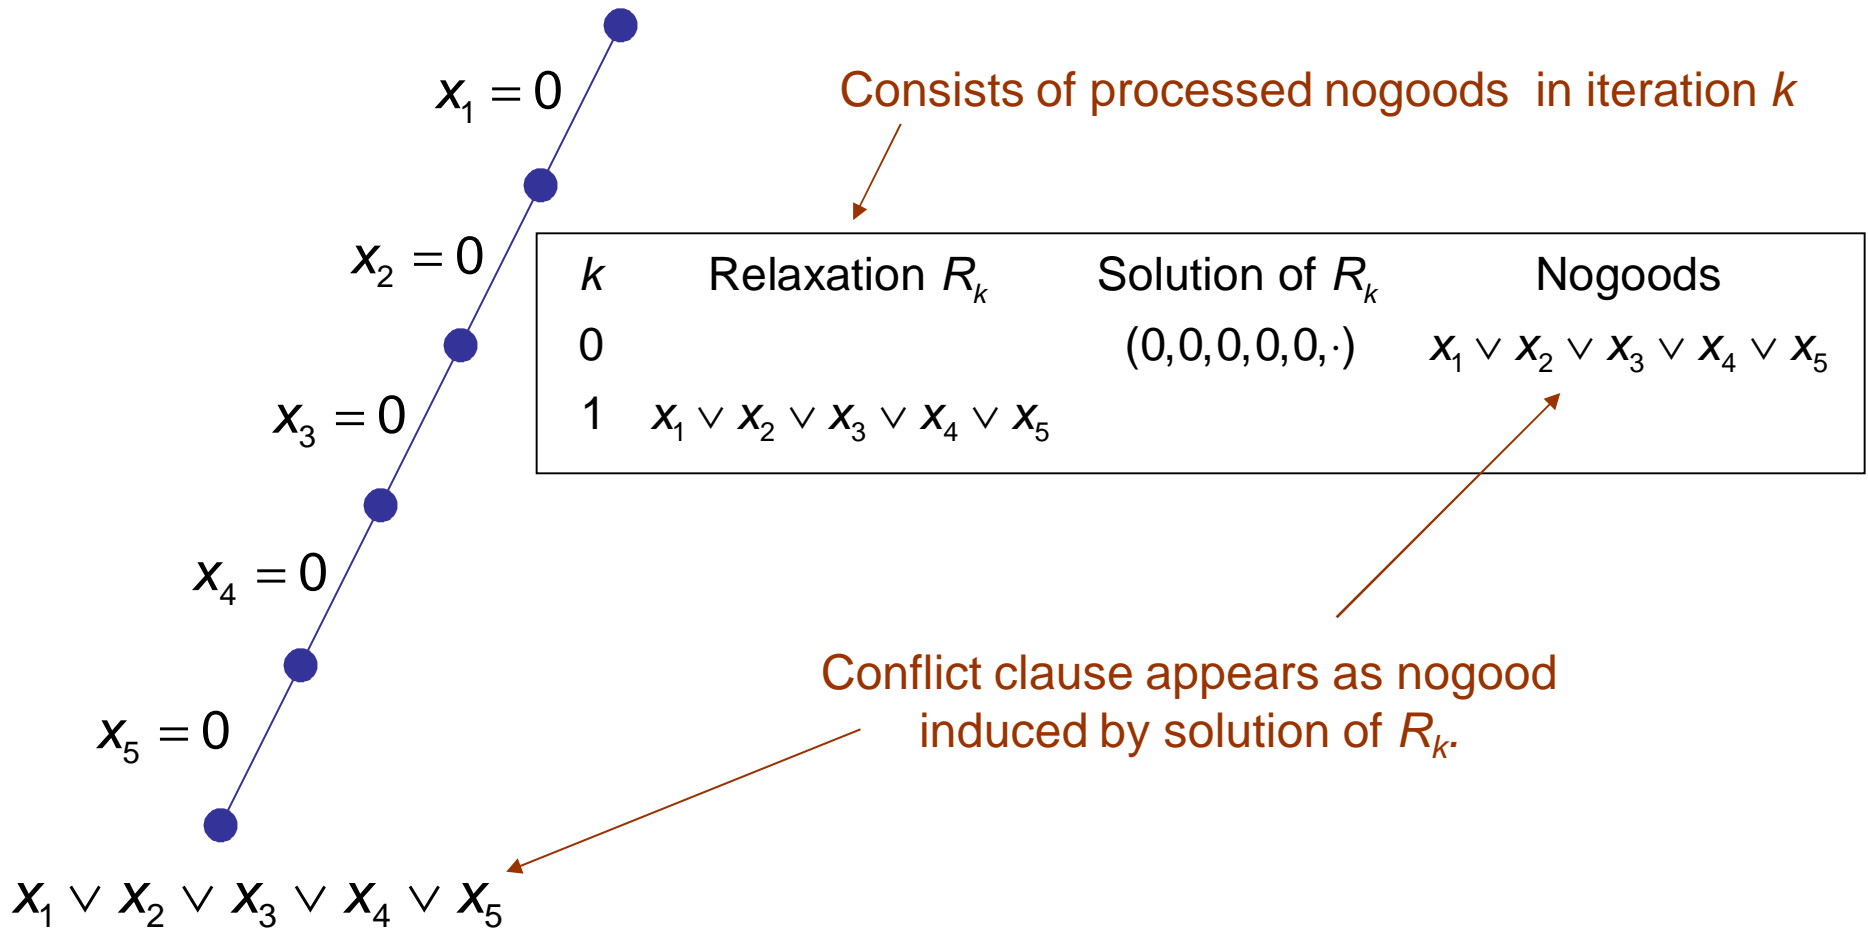 x₁ = 0
Consists of processed nogoods in iteration k
x₂ = 0
k Relaxation Rₖ Solution of Rₖ Nogoods
0 (0,0,0,0,0,·) x₁ ∨ x₂ ∨ x₃ ∨ x₄ ∨ x₅
1 x₁ ∨ x₂ ∨ x₃ ∨ x₄ ∨ x₅
x₃ = 0
x₄ = 0
x₅ = 0
Conflict clause appears as nogood
induced by solution of Rₖ.
x₁ ∨ x₂ ∨ x₃ ∨ x₄ ∨ x₅